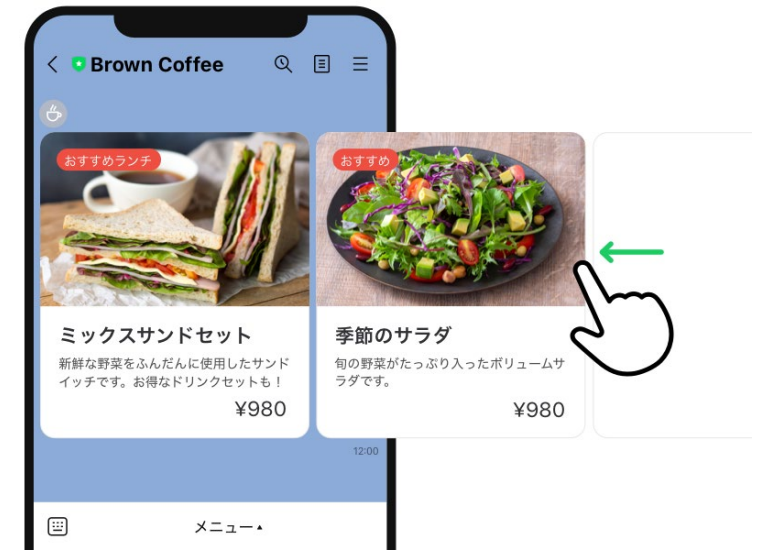 Brown Coffee
おすすめランチ
ミックスサンドセット
新鮮な野菜をふんだんに使用したサンド
イッチです。お得なドリンクセットも！
¥980
おすすめ
季節のサラダ
旬の野菜がたっぷり入ったボリュームサ
ラダです。
¥980
12:00
メニュー▲